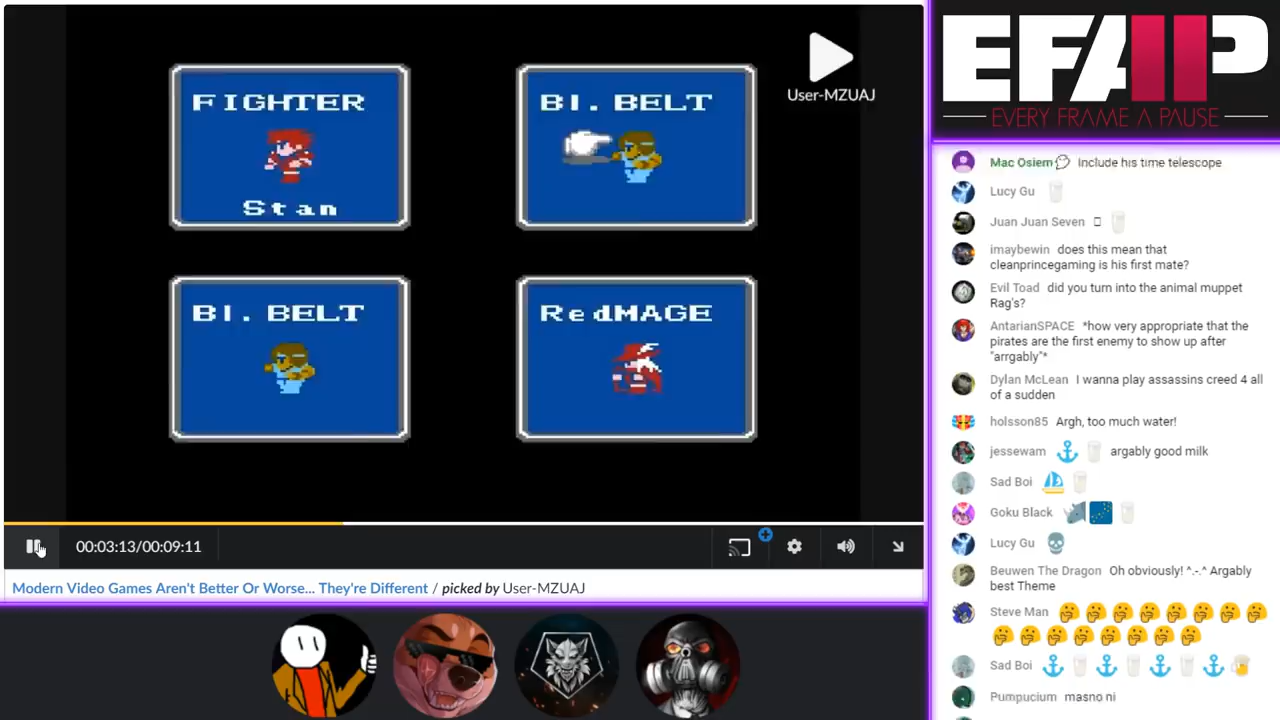 FIGHTER
Stan
Bl. BELT
Bl. BELT
RedMAGE
User-MZUAJ
00:03:13/00:09:11
Modern Video Games Aren't Better Or Worse... They're Different / picked by User-MZUAJ
EFAP
EVERY FRAME A PAUSE
Mac Osiem Include his time telescope
Lucy Gu
Juan Juan Seven
imaybewin does this mean that
cleanprincegaming is his first mate?
Evil Toad did you turn into the animal muppet
Rag's?
AntarianSPACE *how very appropriate that the
pirates are the first enemy to show up after
"arrgably"*
Dylan McLean I wanna play assassins creed 4 all
of a sudden
holsson85 Argh, too much water!
jessewam ⚓ 🥛 argably good milk
Sad Boi
Goku Black
Lucy Gu
Beuwen The Dragon Oh obviously! ^.-.^ Argably
best Theme
Steve Man 🤔🤔🤔🤔🤔🤔🤔🤔
🤔🤔🤔🤔🤔🤔🤔🤔
Sad Boi ⚓🥛⚓🥛⚓🥛⚓🍺
Pumpucium masno ni